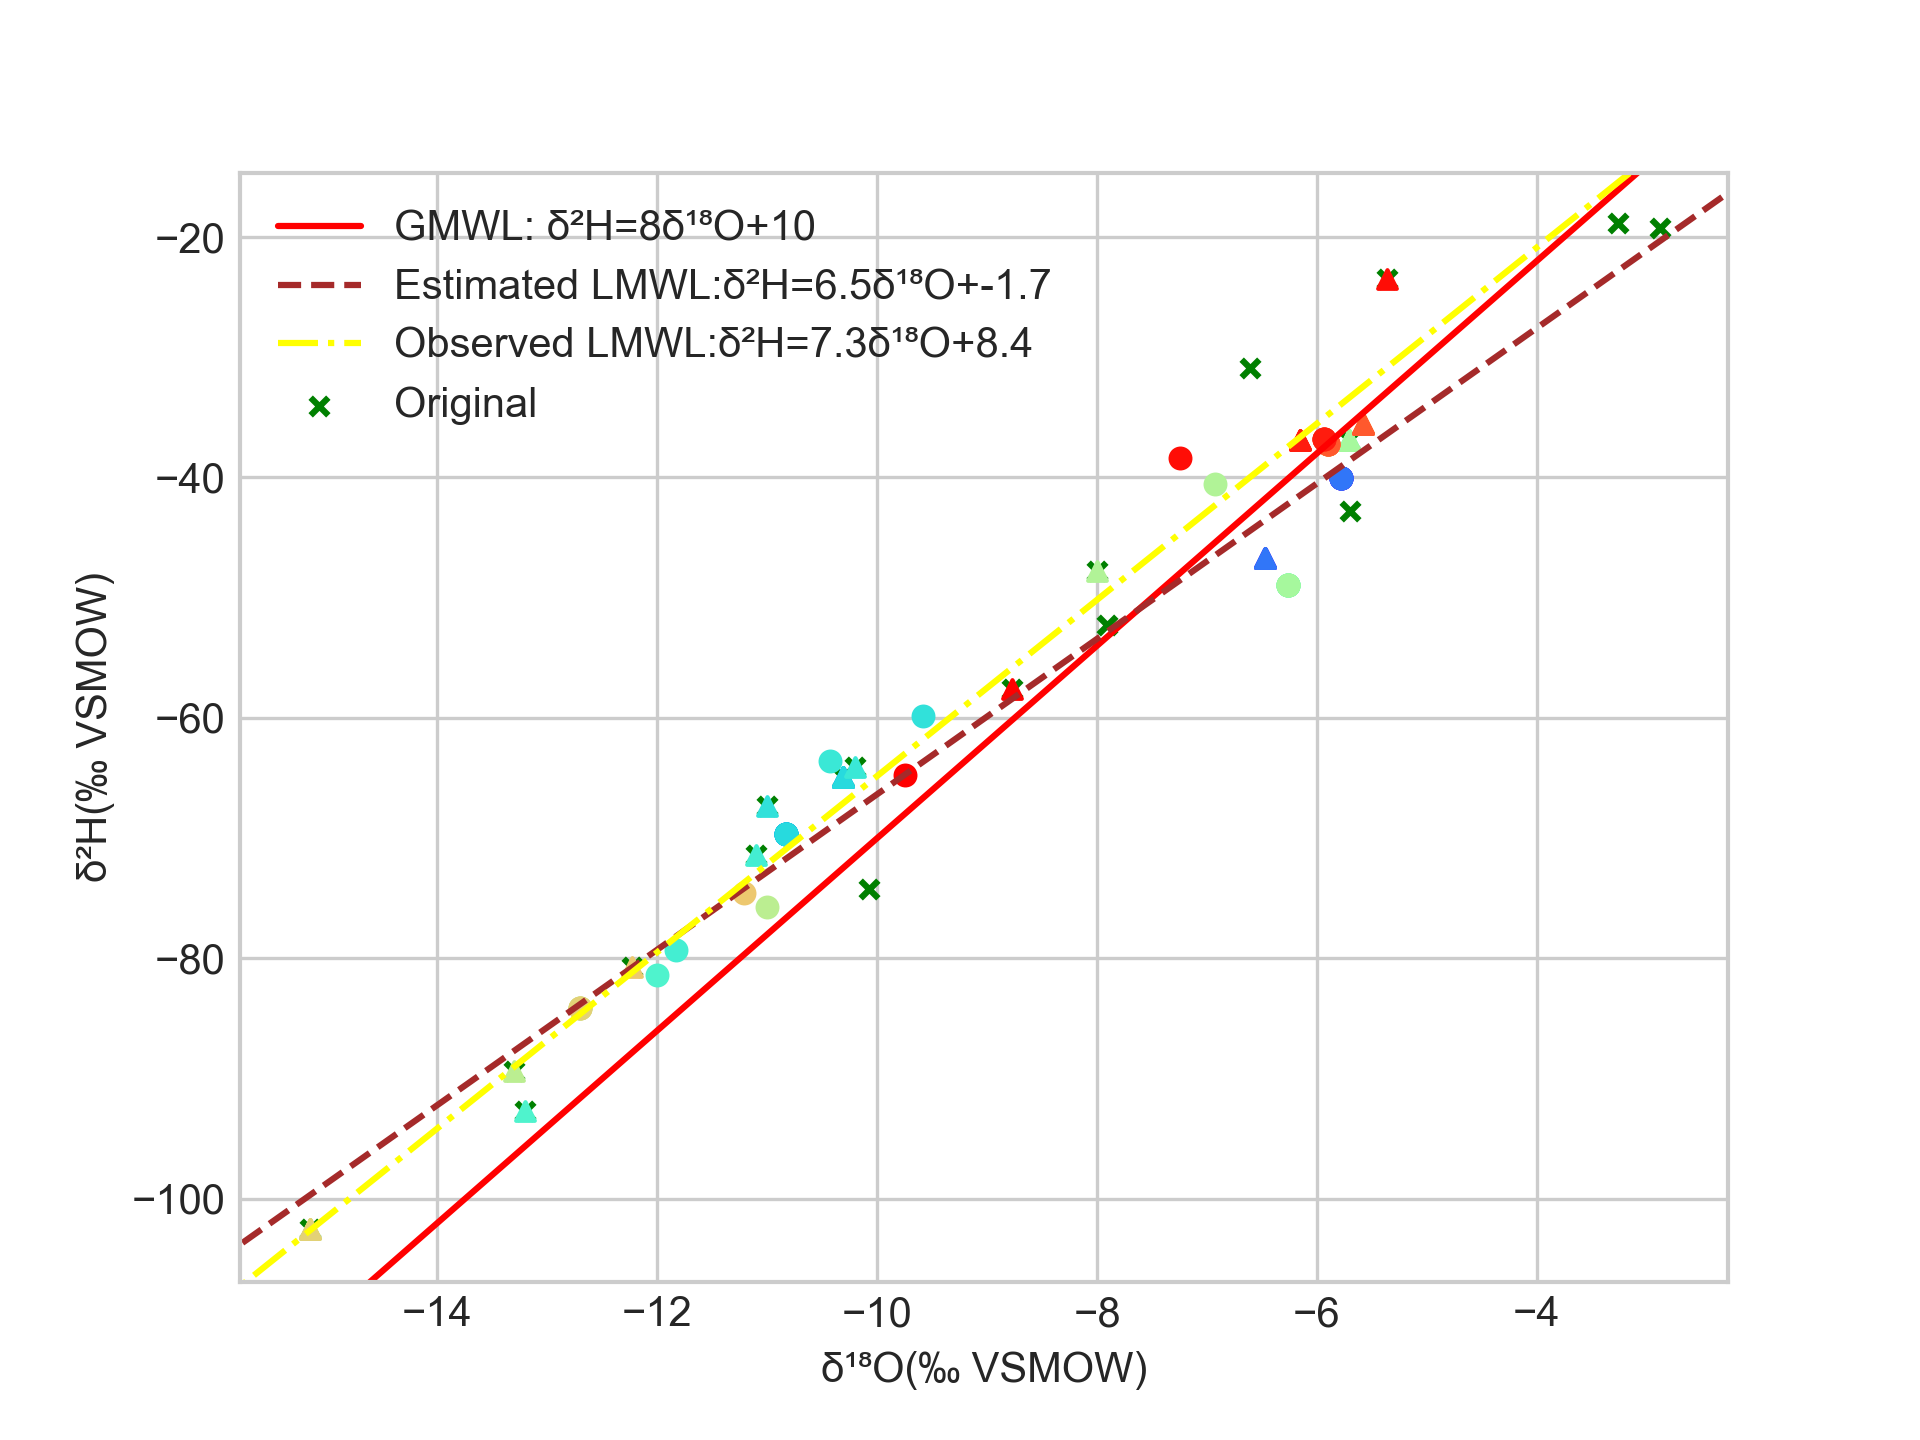 GMWL: δ²H=8δ¹⁸O+10
Estimated LMWL:δ²H=6.5δ¹⁸O+-1.7
Observed LMWL:δ²H=7.3δ¹⁸O+8.4
Original
−20
−40
−60
−80
−100
δ²H(‰ VSMOW)
−14 −12 −10 −8 −6 −4
δ¹⁸O(‰ VSMOW)